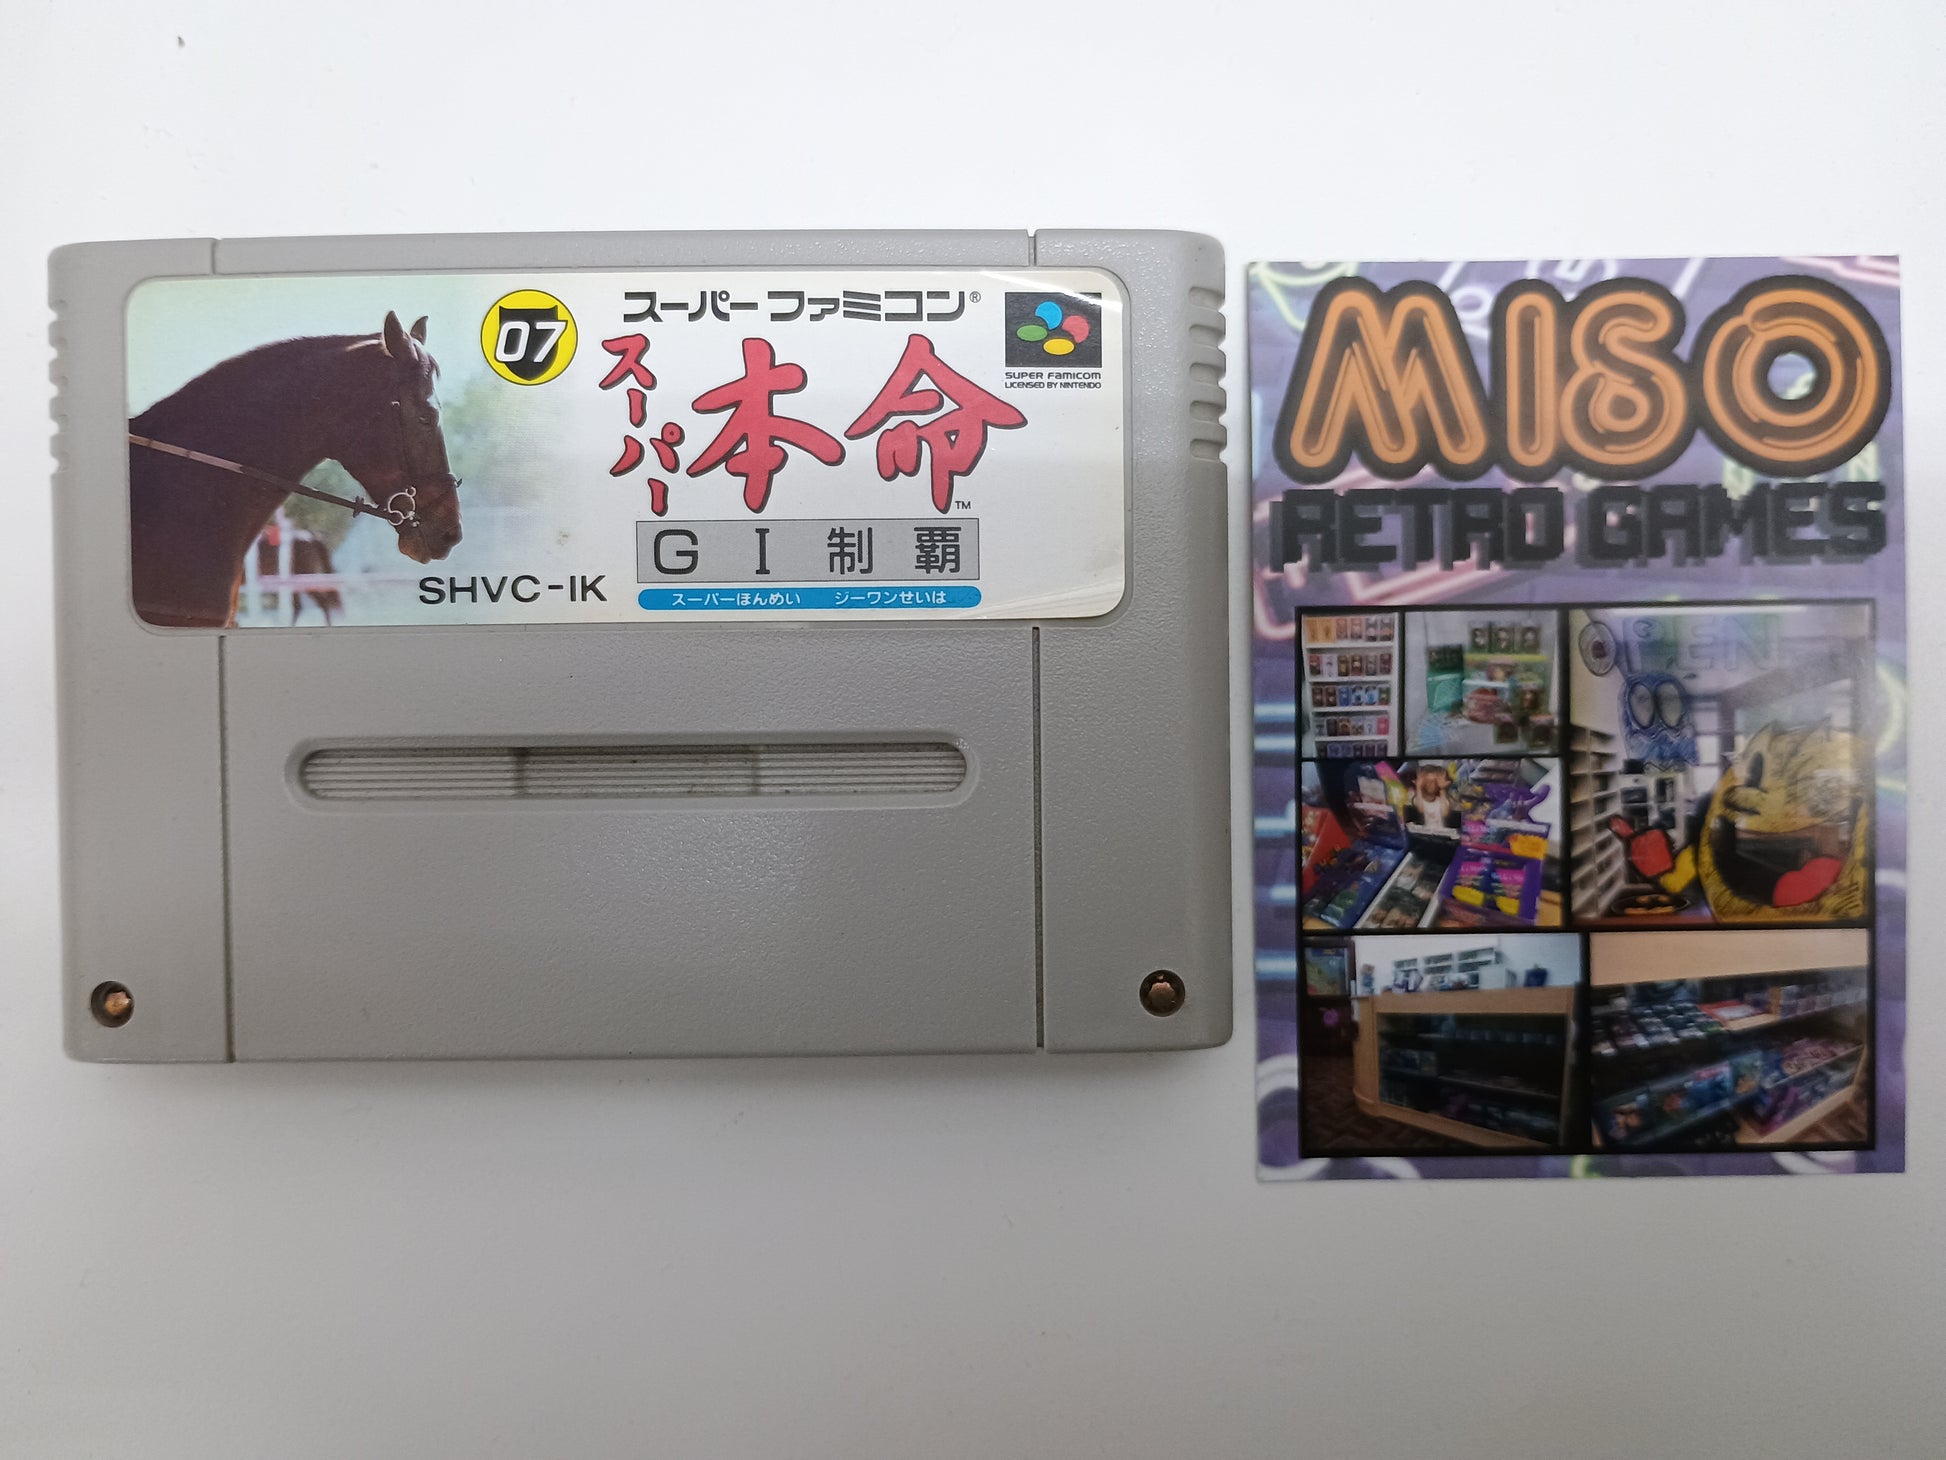 07
スーパーファミコン®
スーパー本命™
GI制覇
スーパーほんめい ジーワンせいは
SHVC-IK
SUPER FAMICOM
LICENSED BY NINTENDO
MISO
RETRO GAMES
OPEN